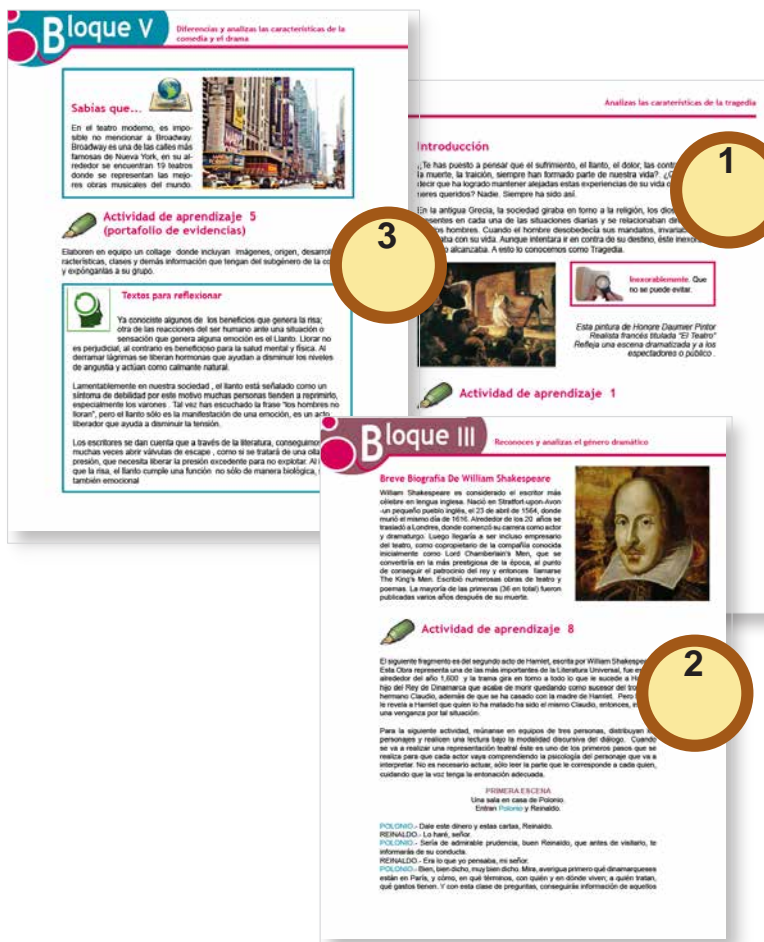 Bloque V
Diferencias y analizas las características de la
comedia y el drama
Sabías que...
En el teatro moderno, es impo-
sible no mencionar a Broadway.
Broadway es una de las calles más
famosas de Nueva York, en su al-
rededor se encuentran 19 teatros
donde se representan las mejo-
res obras musicales del mundo.
Actividad de aprendizaje 5
(portafolio de evidencias)
Elaboren en equipo un collage donde incluyan imágenes, origen,
racterísticas, clases y demás información que tengan del subgénero de la
y expónganlas a su grupo.
3
Textos para reflexionar
Ya conociste algunos de los beneficios que genera la risa;
otra de las reacciones del ser humano ante una situación o
sensación que genera alguna emoción es el Llanto. Llorar no
es perjudicial, al contrario es beneficioso para la salud mental y física. Al
derramar lágrimas se liberan hormonas que ayudan a disminuir los niveles
de angustia y actúan como calmante natural.
Lamentablemente en nuestra sociedad , el llanto está señalado como un
síntoma de debilidad por este motivo muchas personas tienden a reprimirlo,
especialmente los varones . Tal vez has escuchado la frase "los hombres no
lloran", pero el llanto sólo es la manifestación de una emoción, es un acto
liberador que ayuda a disminuir la tensión.
Los escritores se dan cuenta que a través de la literatura,
muchas veces abrir válvulas de escape , como si se tratará de una
presión, que necesita liberar la presión excedente para no explotar. Al
que la risa, el llanto cumple una función no sólo de manera biológica,
también emocional
Analizas las caraterísticas de la tragedia
Introducción
¿Te has puesto a pensar que el sufrimiento, el llanto, el dolor, las
la muerte, la traición, siempre han formado parte de nuestra vida?.
decir que ha logrado mantener alejadas estas experiencias de su vida
queridos? Nadie. Siempre ha sido así.
En la antigua Grecia, la sociedad giraba en torno a la religión, los
en cada una de las situaciones diarias y se relacionaban
los hombres. Cuando el hombre desobedecía sus mandatos,
con su vida. Aunque intentara ir en contra de su destino, éste
alcanzaba. A esto lo conocemos como Tragedia.
1
Inexorablemente. Que
no se puede evitar.
Esta pintura de Honore Daumier Pintor
Realista francés titulada "El Teatro"
Refleja una escena dramatizada y a los
espectadores o público .
Actividad de aprendizaje 1
Bloque III
Reconoces y analizas el género dramático
Breve Biografía De William Shakespeare
William Shakespeare es considerado el escritor más
célebre en lengua inglesa. Nació en Stratfort-upon-Avon
-un pequeño pueblo inglés, el 23 de abril de 1564, donde
murió el mismo día de 1616. Alrededor de los 20 años se
trasladó a Londres, donde comenzó su carrera como actor
y dramaturgo. Luego llegaría a ser incluso empresario
del teatro, como copropietario de la compañía conocida
inicialmente como Lord Chamberlain's Men, que se
convertiría en la más prestigiosa de la época, al punto
de conseguir el patrocinio del rey y entonces llamarse
The King's Men. Escribió numerosas obras de teatro y
poemas. La mayoría de las primeras (36 en total) fueron
publicadas varios años después de su muerte.
Actividad de aprendizaje 8
El siguiente fragmento es del segundo acto de Hamlet, escrita por William
Esta Obra representa una de las más importantes de la Literatura Universal, fue
alrededor del año 1,600 y la trama gira en torno a todo lo que le sucede a
hijo del Rey de Dinamarca que acaba de morir quedando como sucesor del
hermano Claudio, además de que se ha casado con la madre de Hamlet. Pero
le revela a Hamlet que quien lo ha matado ha sido el mismo Claudio, entonces,
una venganza por tal situación.
2
Para la siguiente actividad, reúnanse en equipos de tres personas, distribuyan
personajes y realicen una lectura bajo la modalidad discursiva del diálogo. Cuando
se va a realizar una representación teatral éste es uno de los primeros pasos que se
realiza para que cada actor vaya comprendiendo la psicología del personaje que va a
interpretar. No es necesario actuar, sólo leer la parte que le corresponde a cada quien,
cuidando que la voz tenga la entonación adecuada.
PRIMERA ESCENA
Una sala en casa de Polonio.
Entran Polonio y Reinaldo.
POLONIO.- Dale este dinero y estas cartas, Reinaldo.
REINALDO.- Lo haré, señor.
POLONIO.- Sería de admirable prudencia, buen Reinaldo, que antes de visitarlo, te
informarás de su conducta.
REINALDO.- Era lo que yo pensaba, mi señor.
POLONIO.- Bien, bien dicho, muy bien dicho. Mira, averigua primero qué dinamarqueses
están en París, y cómo, en qué términos, con quién y en dónde viven, a quién tratan,
qué gastos tienen. Y con esta clase de preguntas, conseguirás información de aquellos